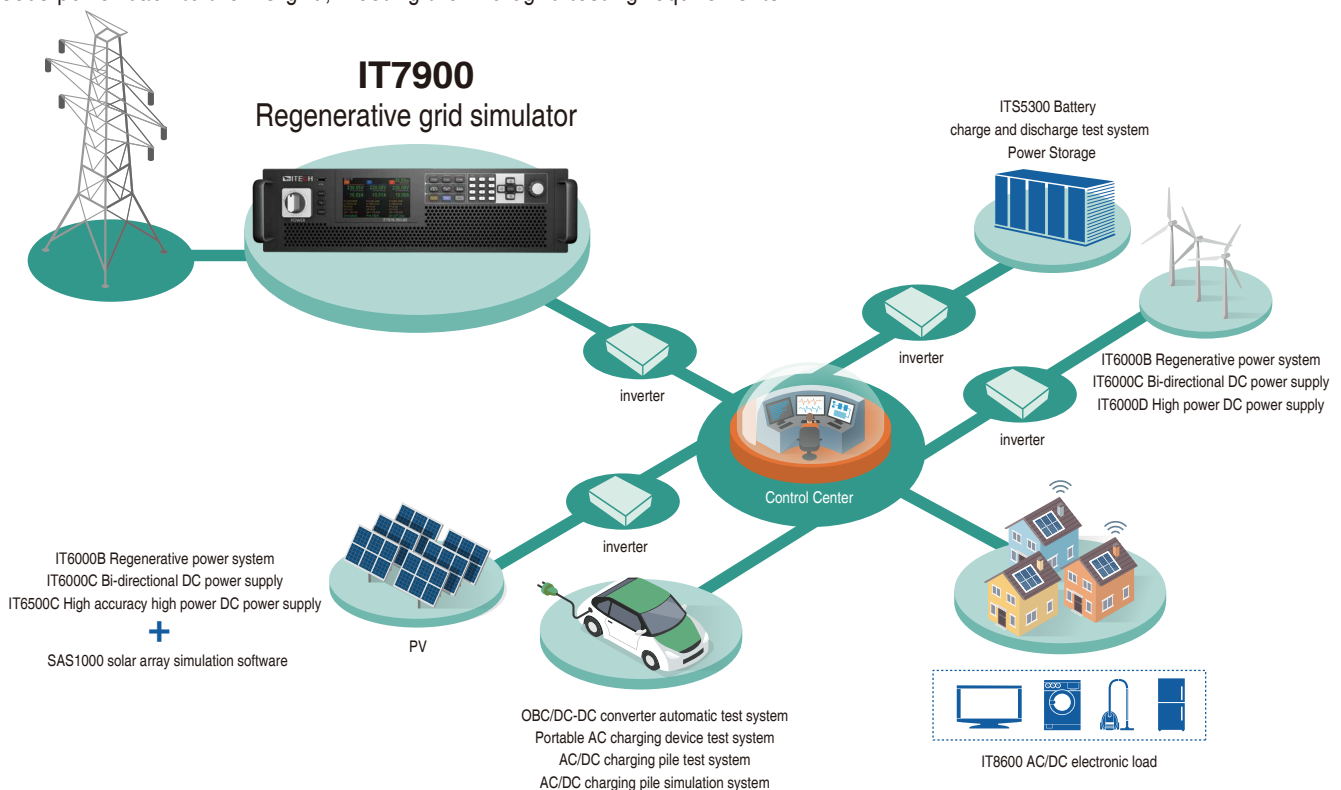 IT7900
Regenerative grid simulator
ITECH
POWER
ITS5300 Battery
charge and discharge test system
Power Storage
inverter
inverter
IT6000B Regenerative power system
IT6000C Bi-directional DC power supply
IT6000D High power DC power supply
inverter
Control Center
inverter
IT6000B Regenerative power system
IT6000C Bi-directional DC power supply
IT6500C High accuracy high power DC power supply
+
SAS1000 solar array simulation software
PV
OBC/DC-DC converter automatic test system
Portable AC charging device test system
AC/DC charging pile test system
AC/DC charging pile simulation system
IT8600 AC/DC electronic load